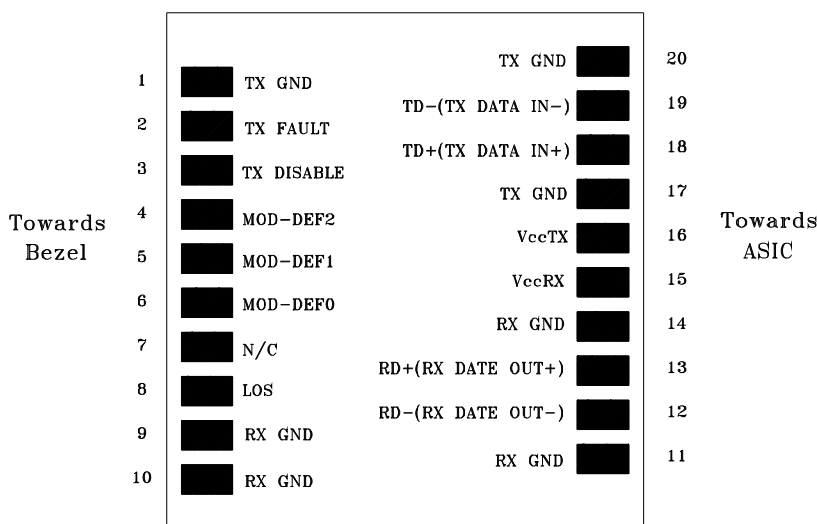 TX GND 20
1 TX GND
TD-(TX DATA IN-) 19
2 TX FAULT
TD+(TX DATA IN+) 18
3 TX DISABLE
TX GND 17
4 MOD-DEF2
Towards
Bezel
VccTX 16
Towards
ASIC
5 MOD-DEF1
VccRX 15
6 MOD-DEF0
RX GND 14
7 N/C
RD+(RX DATE OUT+) 13
8 LOS
RD-(RX DATE OUT-) 12
9 RX GND
RX GND 11
10 RX GND